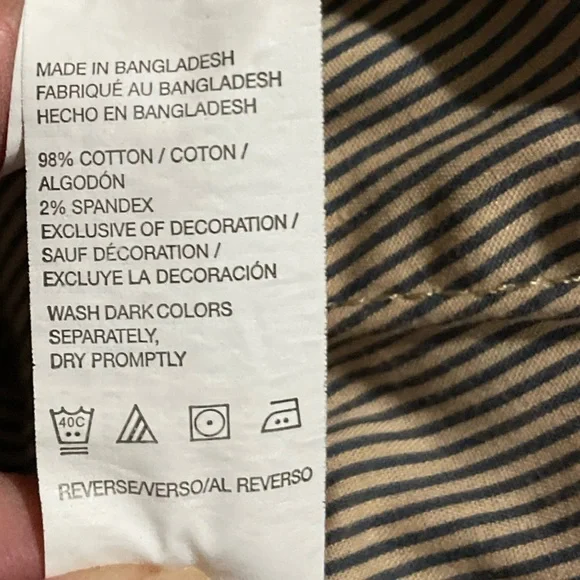 MADE IN BANGLADESH
FABRIQUÉ AU BANGLADESH
HECHO EN BANGLADESH
98% COTTON / COTON /
ALGODÓN
2% SPANDEX
EXCLUSIVE OF DECORATION /
SAUF DÉCORATION /
EXCLUYE LA DECORACIÓN
WASH DARK COLORS
SEPARATELY,
DRY PROMPTLY
40C
REVERSE/VERSO/AL REVERSO